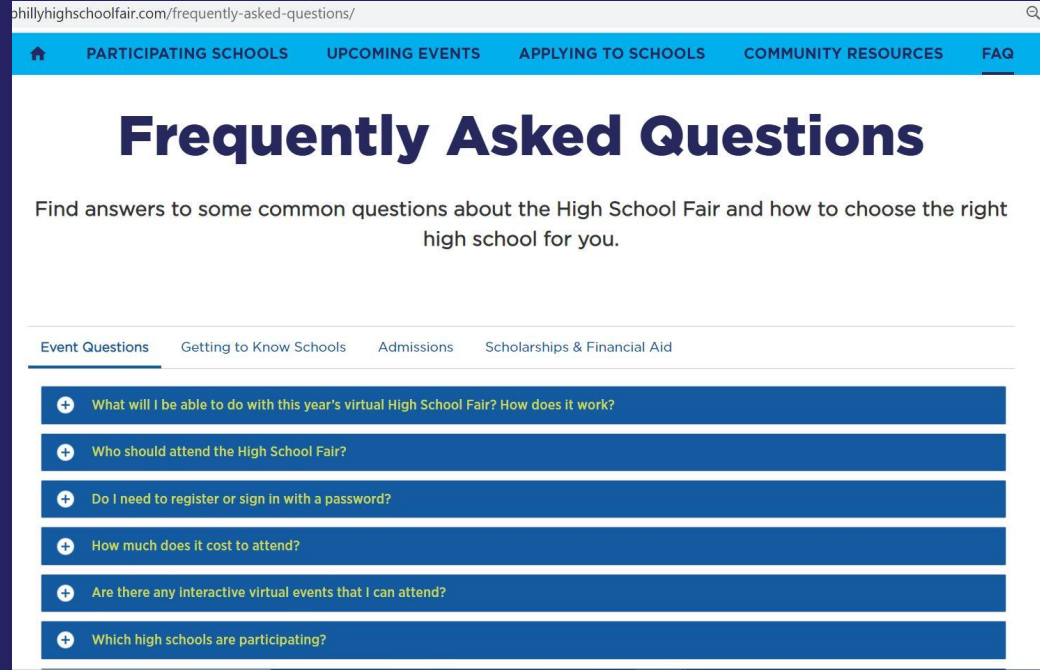 phillyhighschoolfair.com/frequently-asked-questions/
PARTICIPATING SCHOOLS UPCOMING EVENTS APPLYING TO SCHOOLS COMMUNITY RESOURCES FAQ
Frequently Asked Questions
Find answers to some common questions about the High School Fair and how to choose the right
high school for you.
Event Questions Getting to Know Schools Admissions Scholarships & Financial Aid
What will I be able to do with this year's virtual High School Fair? How does it work?
Who should attend the High School Fair?
Do I need to register or sign in with a password?
How much does it cost to attend?
Are there any interactive virtual events that I can attend?
Which high schools are participating?